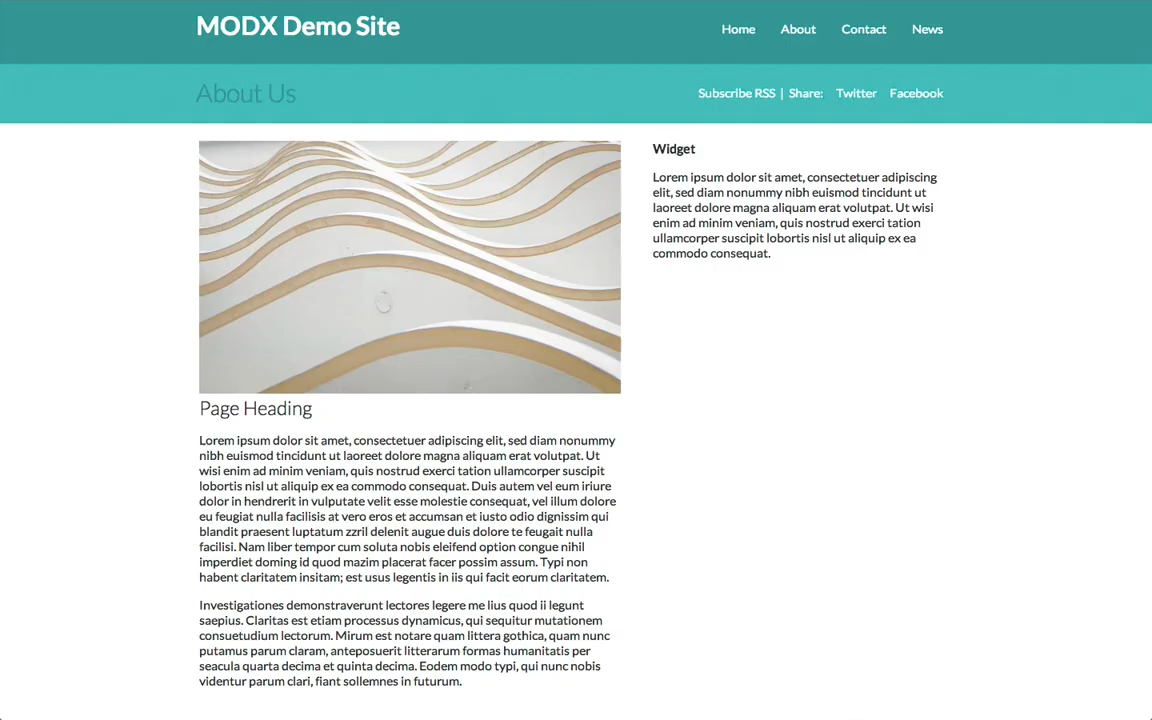 MODX Demo Site
Home About Contact News
About Us
Subscribe RSS | Share: Twitter Facebook
Widget
Lorem ipsum dolor sit amet, consectetuer adipiscing
elit, sed diam nonummy nibh euismod tincidunt ut
laoreet dolore magna aliquam erat volutpat. Ut wisi
enim ad minim veniam, quis nostrud exerci tation
ullamcorper suscipit lobortis nisl ut aliquip ex ea
commodo consequat.
Page Heading
Lorem ipsum dolor sit amet, consectetuer adipiscing elit, sed diam nonummy
nibh euismod tincidunt ut laoreet dolore magna aliquam erat volutpat. Ut
wisi enim ad minim veniam, quis nostrud exerci tation ullamcorper suscipit
lobortis nisl ut aliquip ex ea commodo consequat. Duis autem vel eum iriure
dolor in hendrerit in vulputate velit esse molestie consequat, vel illum dolore
eu feugiat nulla facilisis at vero eros et accumsan et iusto odio dignissim qui
blandit praesent luptatum zzril delenit augue duis dolore te feugait nulla
facilisi. Nam liber tempor cum soluta nobis eleifend option congue nihil
imperdiet doming id quod mazim placerat facer possim assum. Typi non
habent claritatem insitam; est usus legentis in iis qui facit eorum claritatem.
Investigationes demonstraverunt lectores legere me lius quod ii legunt
saepius. Claritas est etiam processus dynamicus, qui sequitur mutationem
consuetudium lectorum. Mirum est notare quam littera gothica, quam nunc
putamus parum claram, anteposuerit litterarum formas humanitatis per
seacula quarta decima et quinta decima. Eodem modo typi, qui nunc nobis
videntur parum clari, fiant sollemnes in futurum.